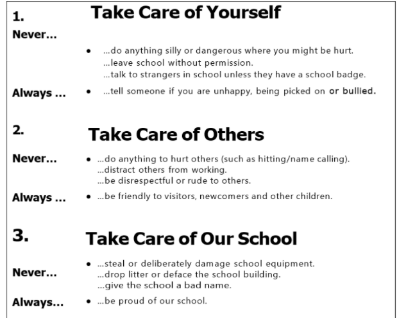 1. Take Care of Yourself
Never...
• ...do anything silly or dangerous where you might be hurt.
...leave school without permission.
...talk to strangers in school unless they have a school badge.
Always ... • ...tell someone if you are unhappy, being picked on or bullied.
2. Take Care of Others
Never... • ...do anything to hurt others (such as hitting/name calling).
...distract others from working.
...be disrespectful or rude to others.
Always ... • ...be friendly to visitors, newcomers and other children.
3. Take Care of Our School
Never... • ...steal or deliberately damage school equipment.
...drop litter or deface the school building.
...give the school a bad name.
Always... • ...be proud of our school.